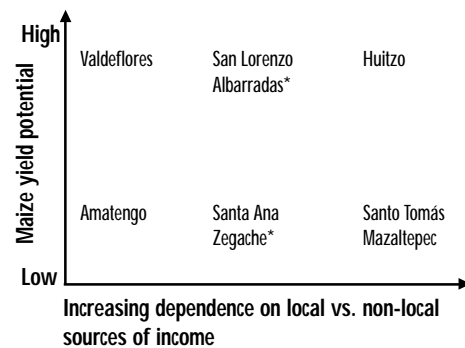 High
Maize yield potential
Low
Valdeflores
San Lorenzo
Albarradas*
Huitzo
Amatengo
Santa Ana
Zegache*
Santo Tomás
Mazaltepec
Increasing dependence on local vs. non-local
sources of income